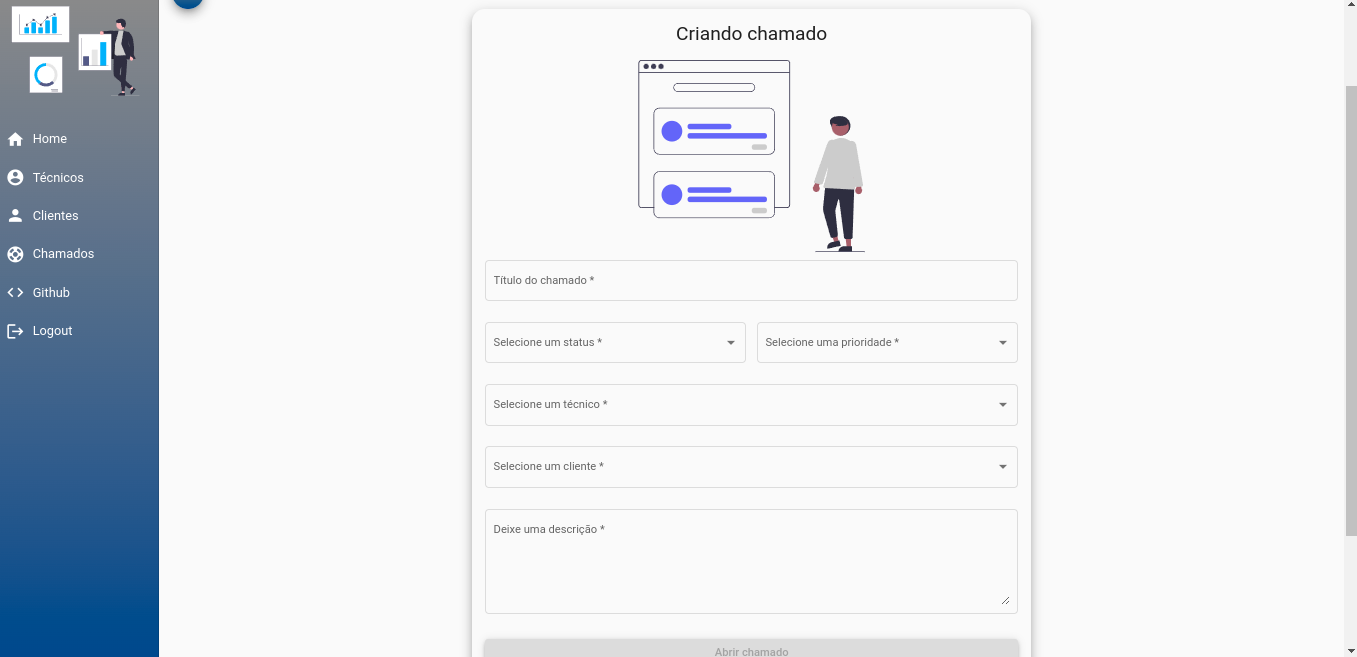 Home
Técnicos
Clientes
Chamados
Github
Logout
Criando chamado
Título do chamado *
Selecione um status *
Selecione uma prioridade *
Selecione um técnico *
Selecione um cliente *
Deixe uma descrição *
Abrir chamado